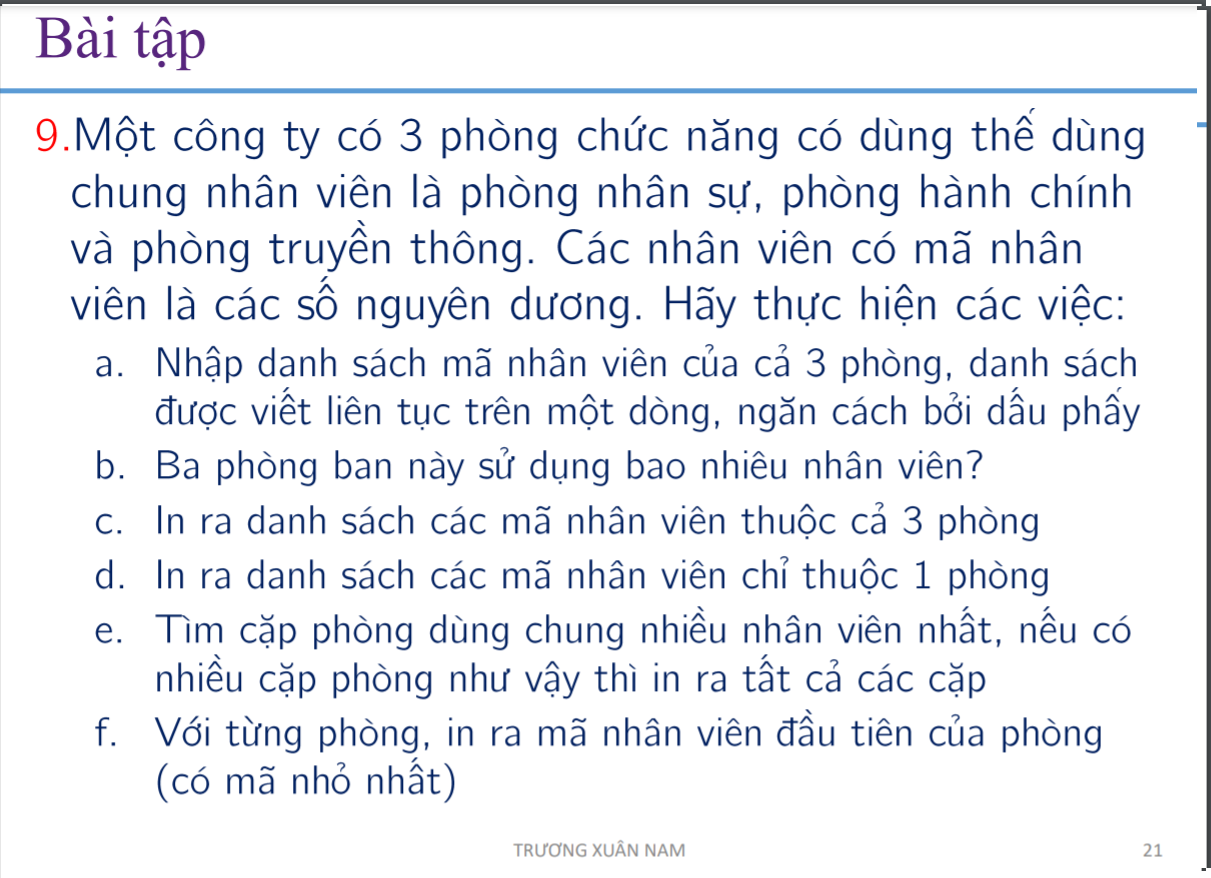 Bài tập
9.Một công ty có 3 phòng chức năng có dùng thế dùng
chung nhân viên là phòng nhân sự, phòng hành chính
và phòng truyền thông. Các nhân viên có mã nhân
viên là các số nguyên dương. Hãy thực hiện các việc:
a. Nhập danh sách mã nhân viên của cả 3 phòng, danh sách
được viết liên tục trên một dòng, ngăn cách bởi dấu phẩy
b. Ba phòng ban này sử dụng bao nhiêu nhân viên?
c. In ra danh sách các mã nhân viên thuộc cả 3 phòng
d. In ra danh sách các mã nhân viên chỉ thuộc 1 phòng
e. Tìm cặp phòng dùng chung nhiều nhân viên nhất, nếu có
nhiều cặp phòng như vậy thì in ra tất cả các cặp
f. Với từng phòng, in ra mã nhân viên đầu tiên của phòng
(có mã nhỏ nhất)
TRƯƠNG XUÂN NAM
21